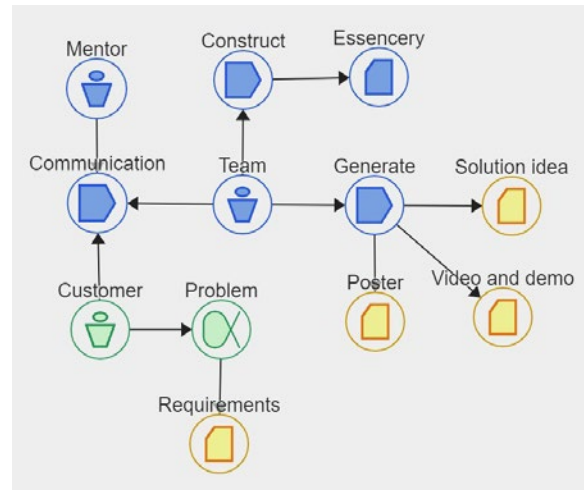 Mentor
Construct
Essencery
Communication
Team
Generate
Solution idea
Customer
Problem
Poster
Video and demo
Requirements